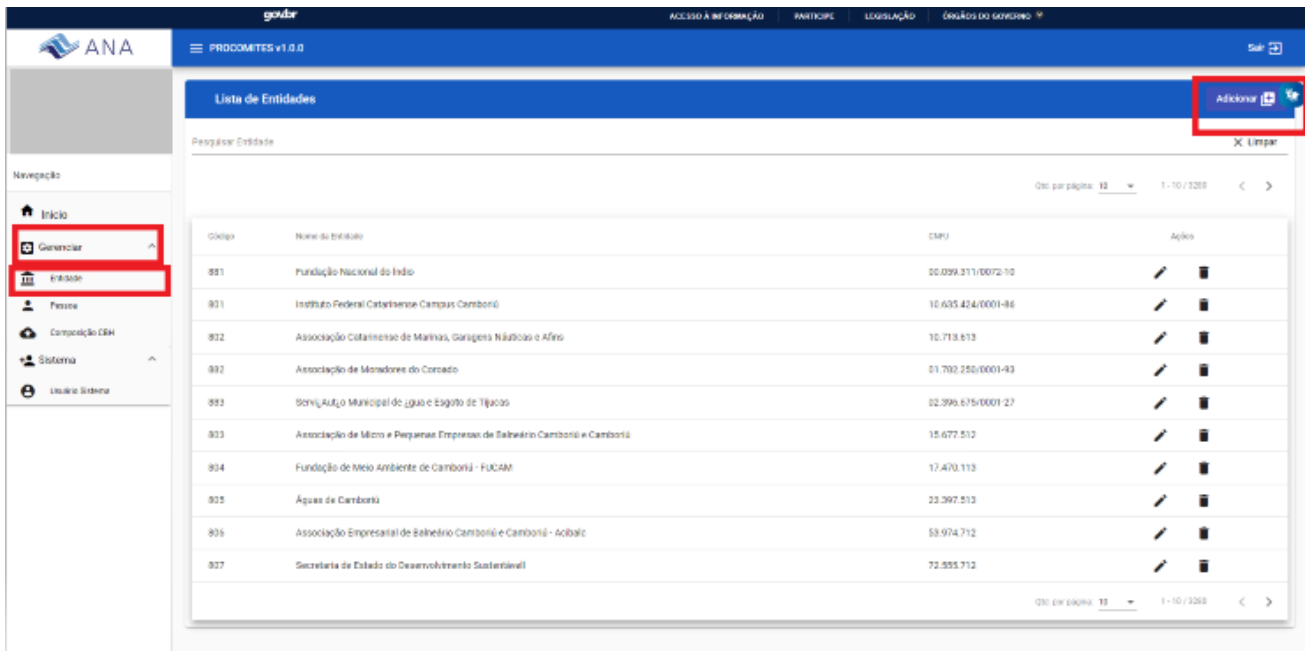 gov.br ACESSO À INFORMAÇÃO PARTICIPE LEGISLAÇÃO ÓRGÃOS DO GOVERNO
ANA
PROCOMITES v1.0.0 Sair
Lista de Entidades Adicionar
Pesquisar Entidade Limpar
Navegação
Qtd. por página: 10 1 - 10 / 3280
Início
Gerenciar
Entidade
Pessoa
Composição CBH
Sistema
Usuário Sistema
Código Nome da Entidade CNPJ Ações
881 Fundação Nacional do Índio 00.059.311/0072-10
801 Instituto Federal Catarinense Campus Camboriú 10.635.424/0001-86
802 Associação Catarinense de Marinas, Garagens Náuticas e Afins 10.713.613
882 Associação de Moradores do Coroado 01.702.250/0001-93
883 Serviço Municipal de e Esgoto de Tijucas 02.396.675/0001-27
803 Associação de Micro e Pequenas Empresas de Balneário Camboriú e Camboriú 15.677.512
804 Fundação de Meio Ambiente de Camboriú - FUCAM 17.470.113
805 Águas de Camboriú 23.397.513
806 Associação Empresarial de Balneário Camboriú e Camboriú - Acibalc 53.974.712
807 Secretaria de Estado do Desenvolvimento Sustentávell 72.555.712
Qtd. por página: 10 1 - 10 / 3280